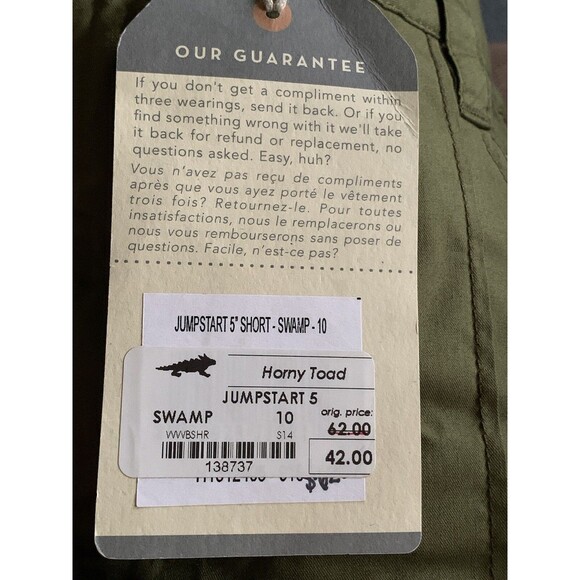 OUR GUARANTEE
If you don't get a compliment within
three wearings, send it back. Or if you
find something wrong with it we'll take
it back for refund or replacement, no
questions asked. Easy, huh?
Vous n'avez pas reçu de compliments
après que vous ayez porté le vêtement
trois fois? Retournez-le. Pour toutes
insatisfactions, nous le remplacerons ou
nous vous rembourserons sans poser de
questions. Facile, n'est-ce pas?
JUMPSTART 5" SHORT - SWAMP - 10
Horny Toad
JUMPSTART 5
SWAMP 10 orig. price:
WWBSHR S14 62.00
42.00
138737